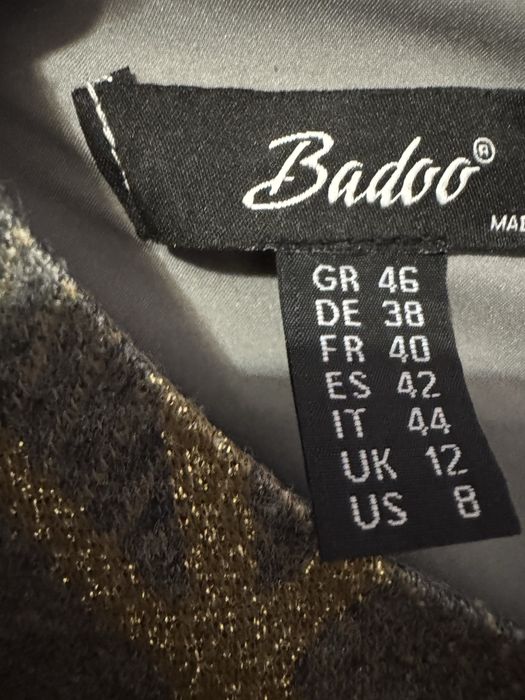 Badoo®
GR 46
DE 38
FR 40
ES 42
IT 44
UK 12
US 8